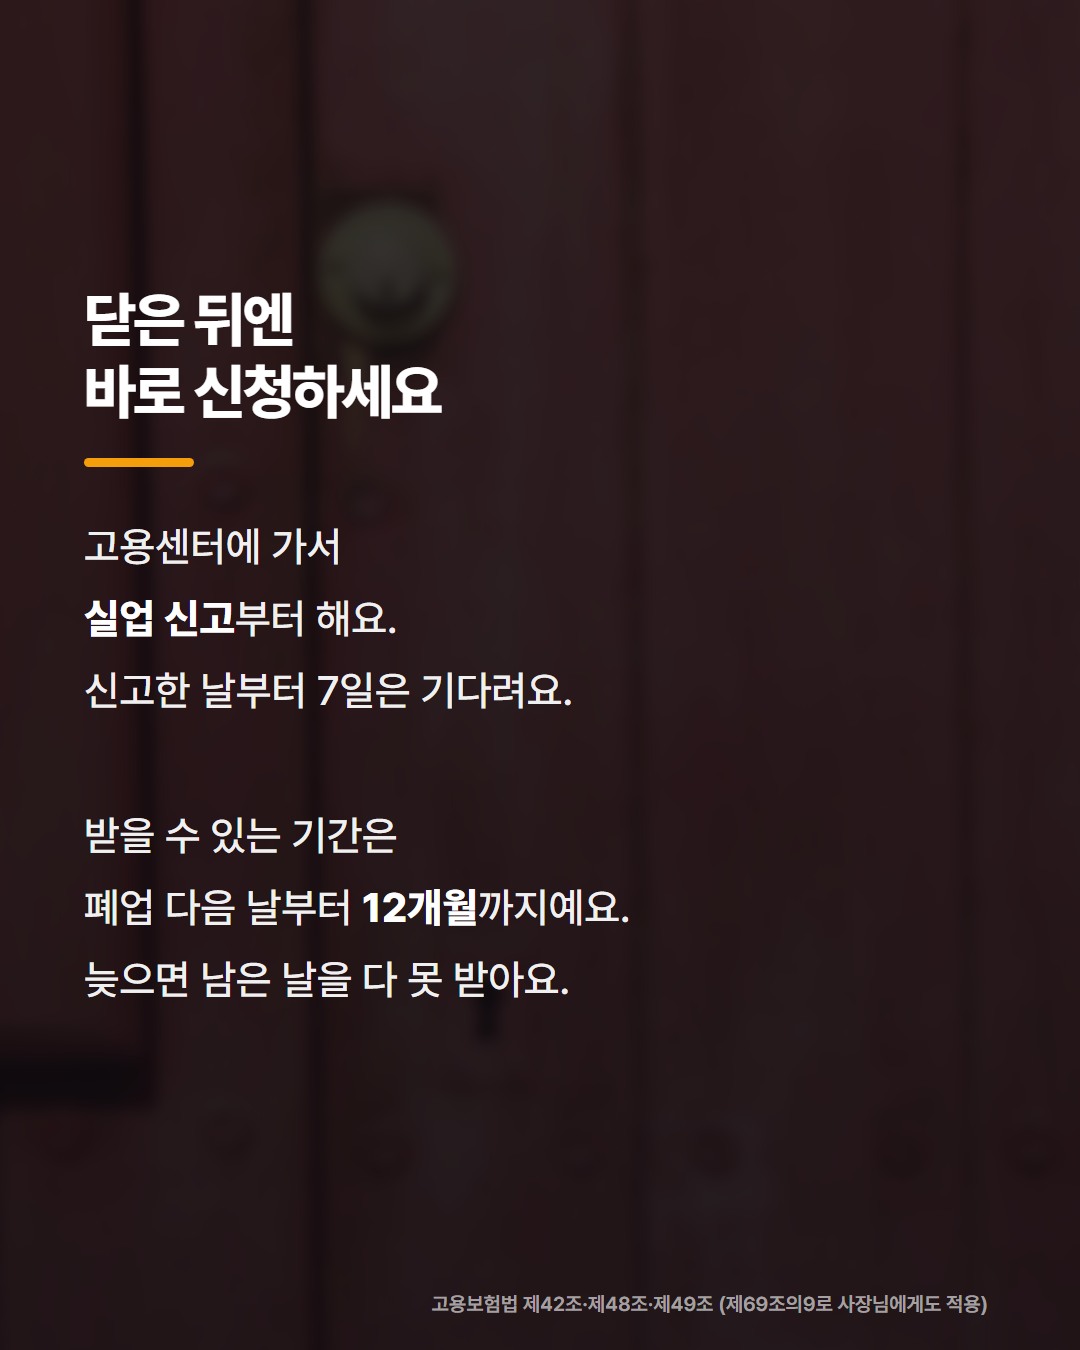 닫은 뒤엔
바로 신청하세요
고용센터에 가서
실업 신고부터 해요.
신고한 날부터 7일은 기다려요.
받을 수 있는 기간은
폐업 다음 날부터 12개월까지예요.
늦으면 남은 날을 다 못 받아요.
고용보험법 제42조·제48조·제49조 (제69조의9로 사장님에게도 적용)